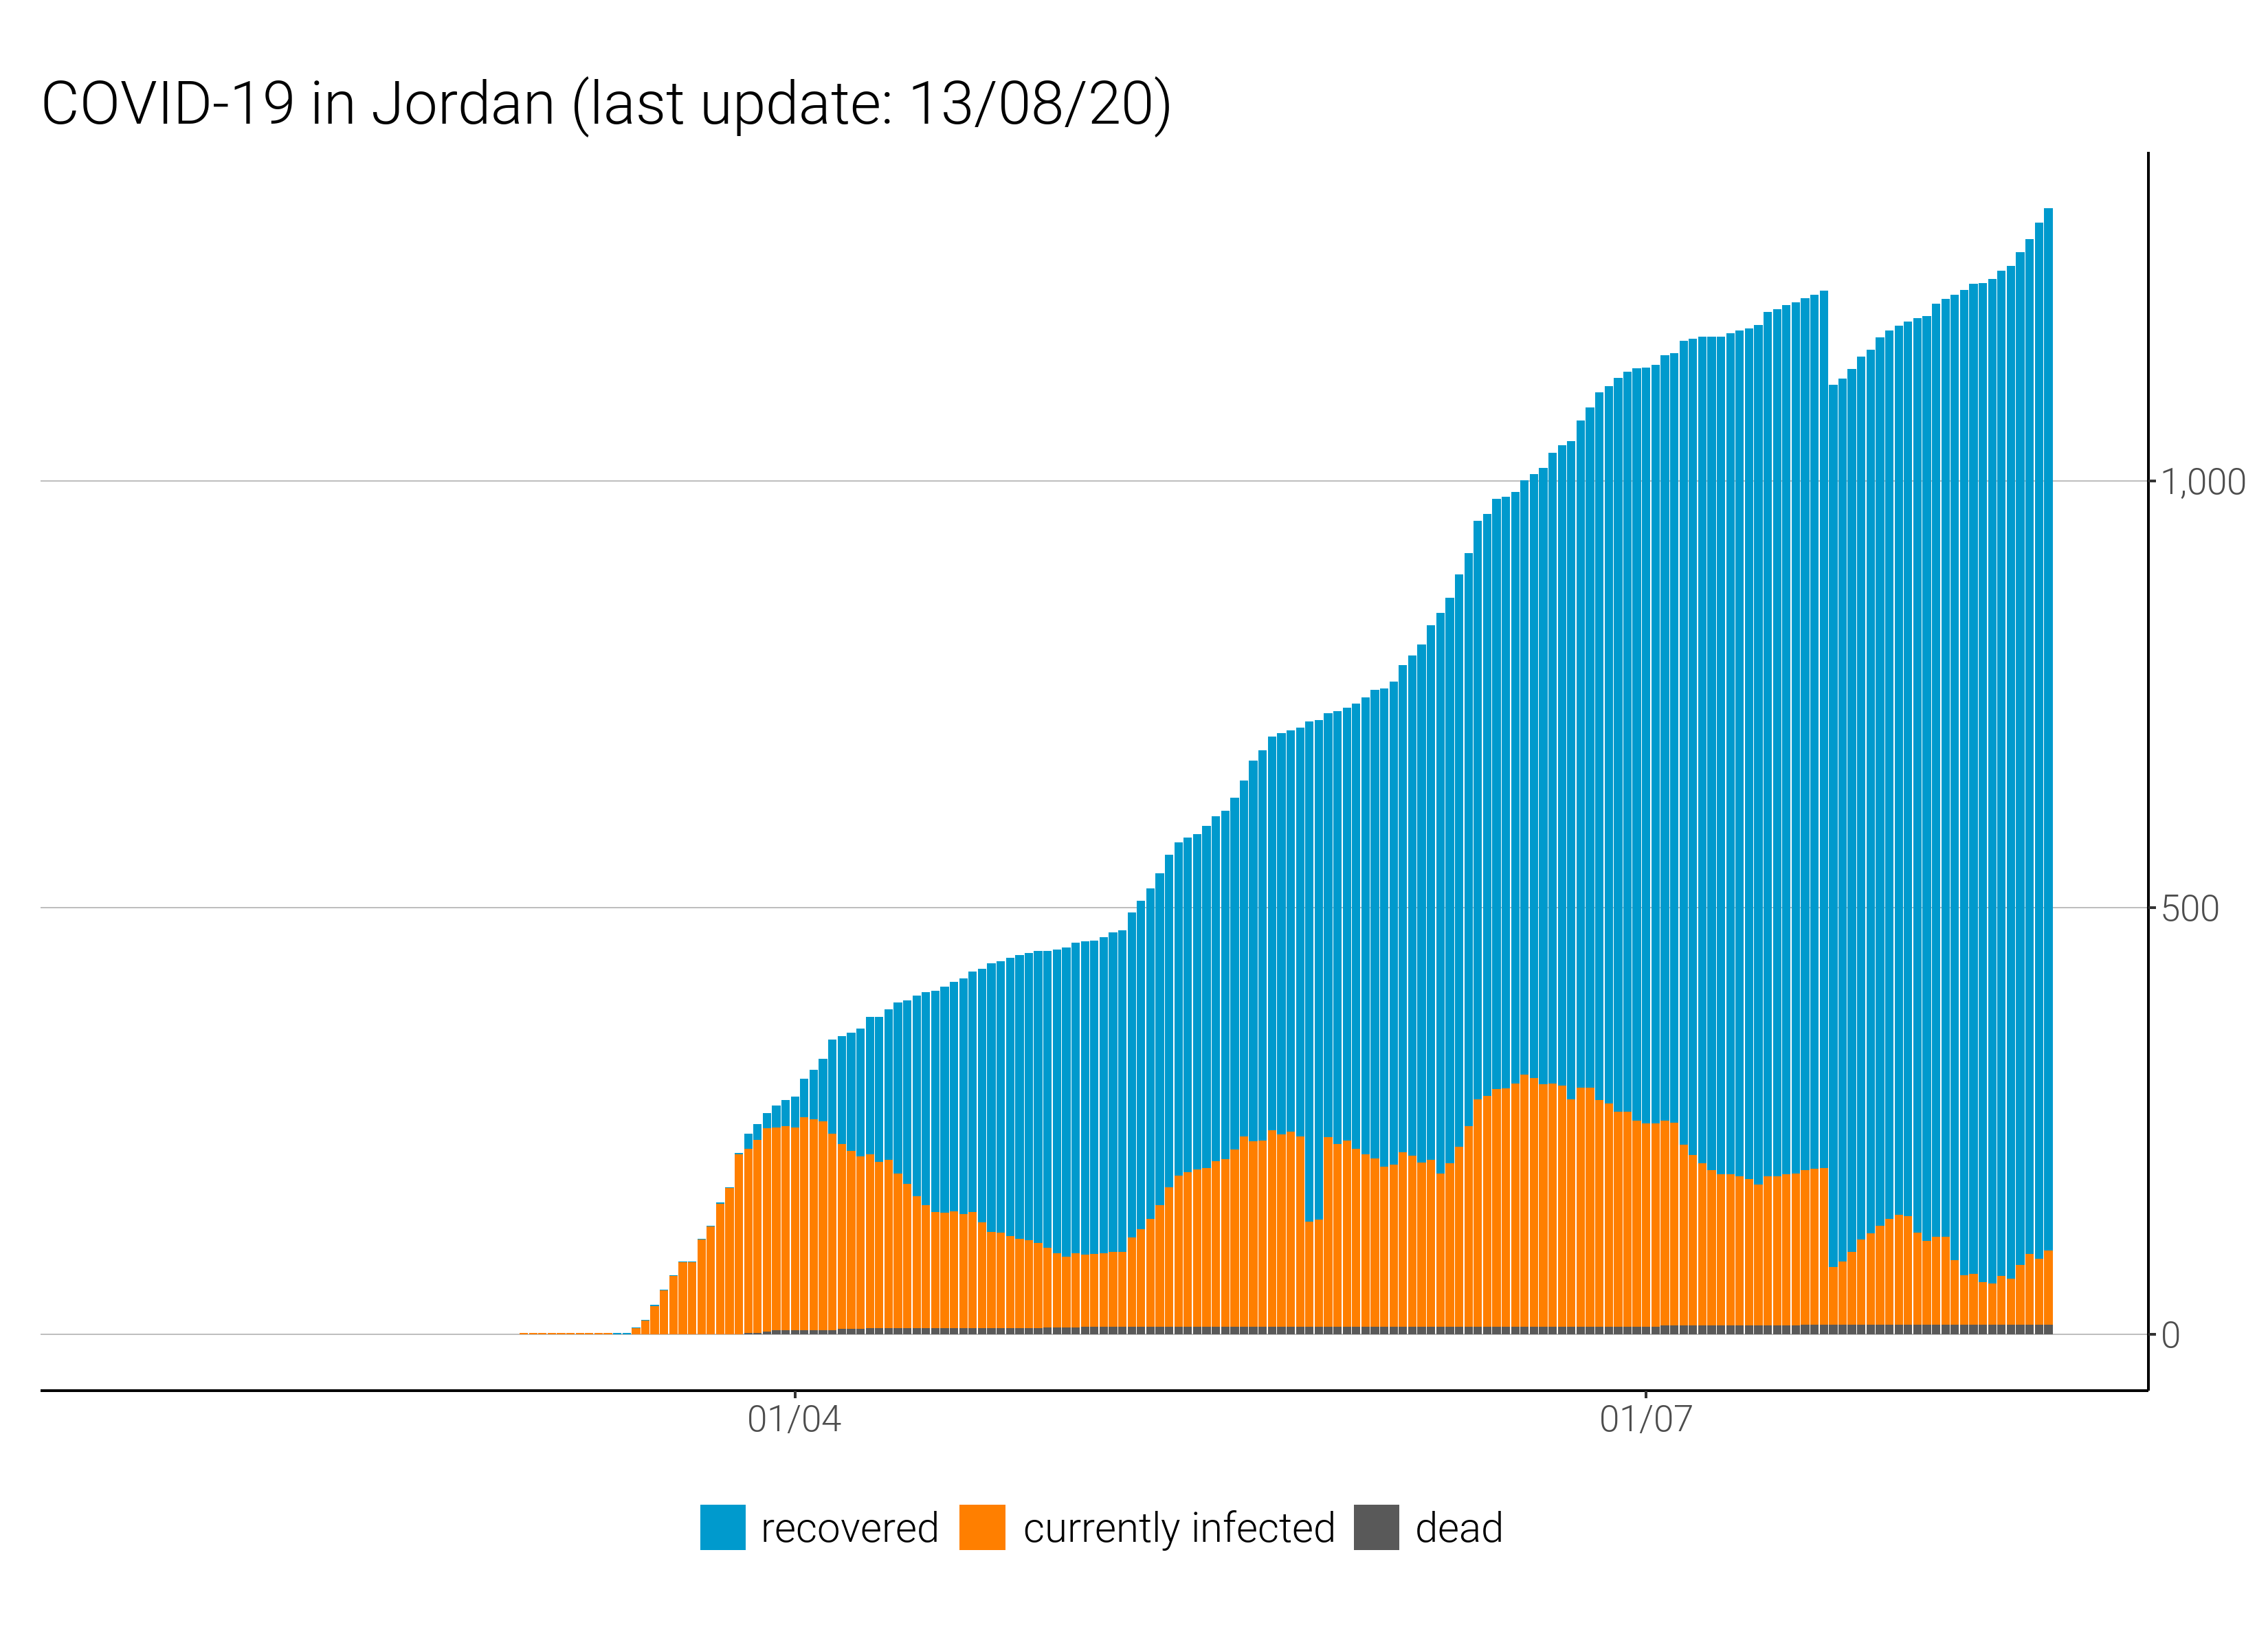 COVID-19 in Jordan (last update: 13/08/20)
1,000
500
0
01/04 01/07
recovered currently infected dead